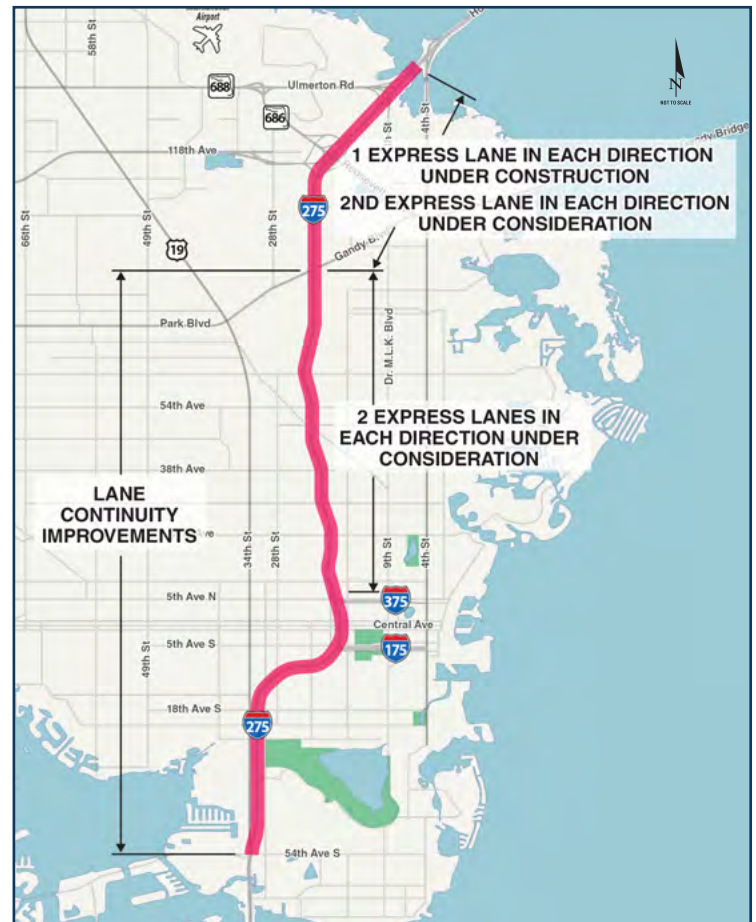 Airport
58th St
688
Ulmerton Rd
N
NOT TO SCALE
686
4th St
118th Ave
1 EXPRESS LANE IN EACH DIRECTION
UNDER CONSTRUCTION
2ND EXPRESS LANE IN EACH DIRECTION
UNDER CONSIDERATION
275
66th St
49th St
28th St
19
Park Blvd
Dr. M.L.K. Blvd
54th Ave
2 EXPRESS LANES IN
EACH DIRECTION UNDER
CONSIDERATION
38th Ave
LANE
CONTINUITY
IMPROVEMENTS
34th St
28th St
9th St
4th St
5th Ave N
375
Central Ave
5th Ave S
175
49th St
18th Ave S
275
54th Ave S